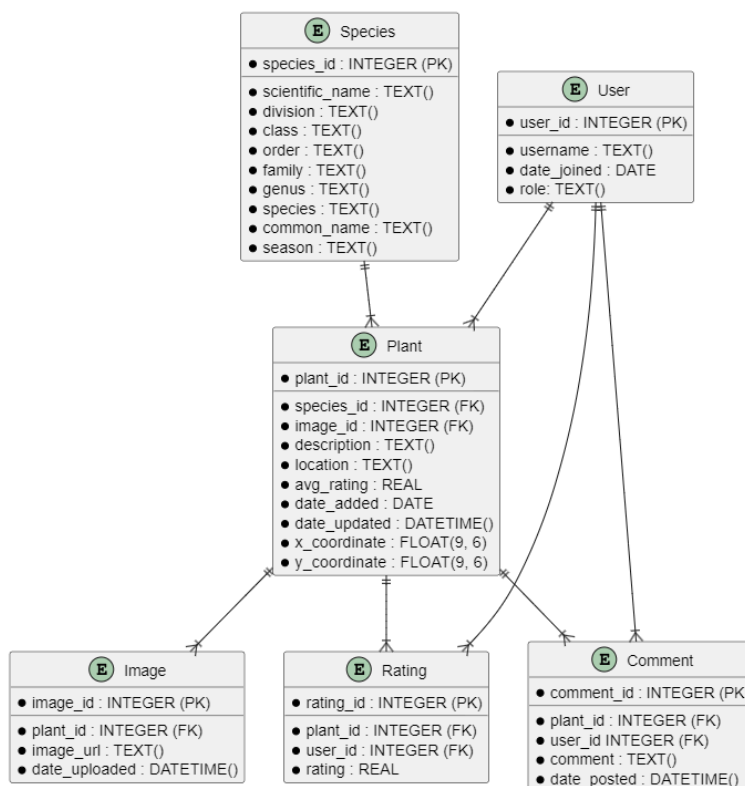 E Species
species_id : INTEGER (PK)
scientific_name : TEXT()
division : TEXT()
class : TEXT()
order : TEXT()
family : TEXT()
genus : TEXT()
species : TEXT()
common_name : TEXT()
season : TEXT()
E User
user_id : INTEGER (PK)
username : TEXT()
date_joined : DATE
role: TEXT()
E Plant
plant_id : INTEGER (PK)
species_id : INTEGER (FK)
image_id : INTEGER (FK)
description : TEXT()
location : TEXT()
avg_rating : REAL
date_added : DATE
date_updated : DATETIME()
x_coordinate : FLOAT(9, 6)
y_coordinate : FLOAT(9, 6)
E Image
image_id : INTEGER (PK)
plant_id : INTEGER (FK)
image_url : TEXT()
date_uploaded : DATETIME()
E Rating
rating_id : INTEGER (PK)
plant_id : INTEGER (FK)
user_id : INTEGER (FK)
rating : REAL
E Comment
comment_id : INTEGER (PK
plant_id : INTEGER (FK)
user_id INTEGER (FK)
comment : TEXT()
date_posted : DATETIME()